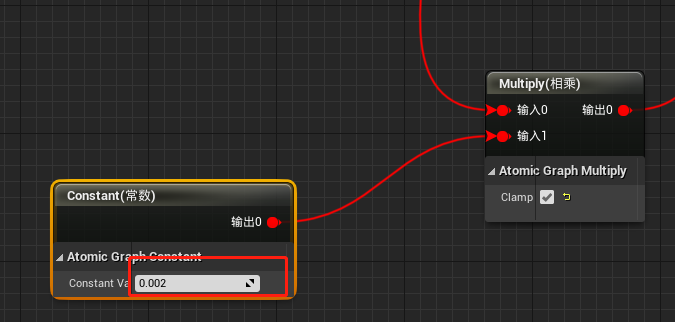 Multiply(相乘)
输入0
输出0
输入1
Atomic Graph Multiply
Clamp
Constant(常数)
输出0
Atomic Graph Constant
Constant Va
0.002